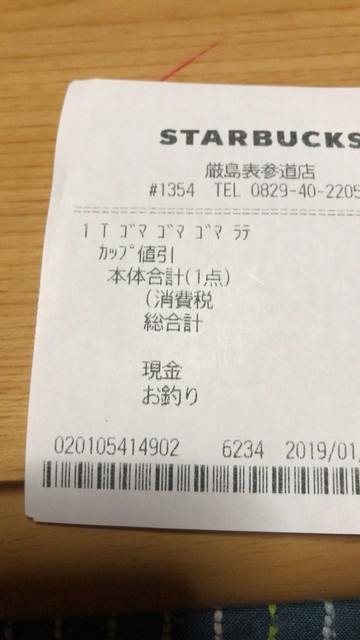 STARBUCKS
厳島表参道店
#1354 TEL 0829-40-2205
1 T ｺﾞﾏ ｺﾞﾏ ｺﾞﾏ ﾗﾃ
ｶｯﾌﾟ値引
本体合計(1点)
(消費税
総合計
現金
お釣り
020105414902 6234 2019/01